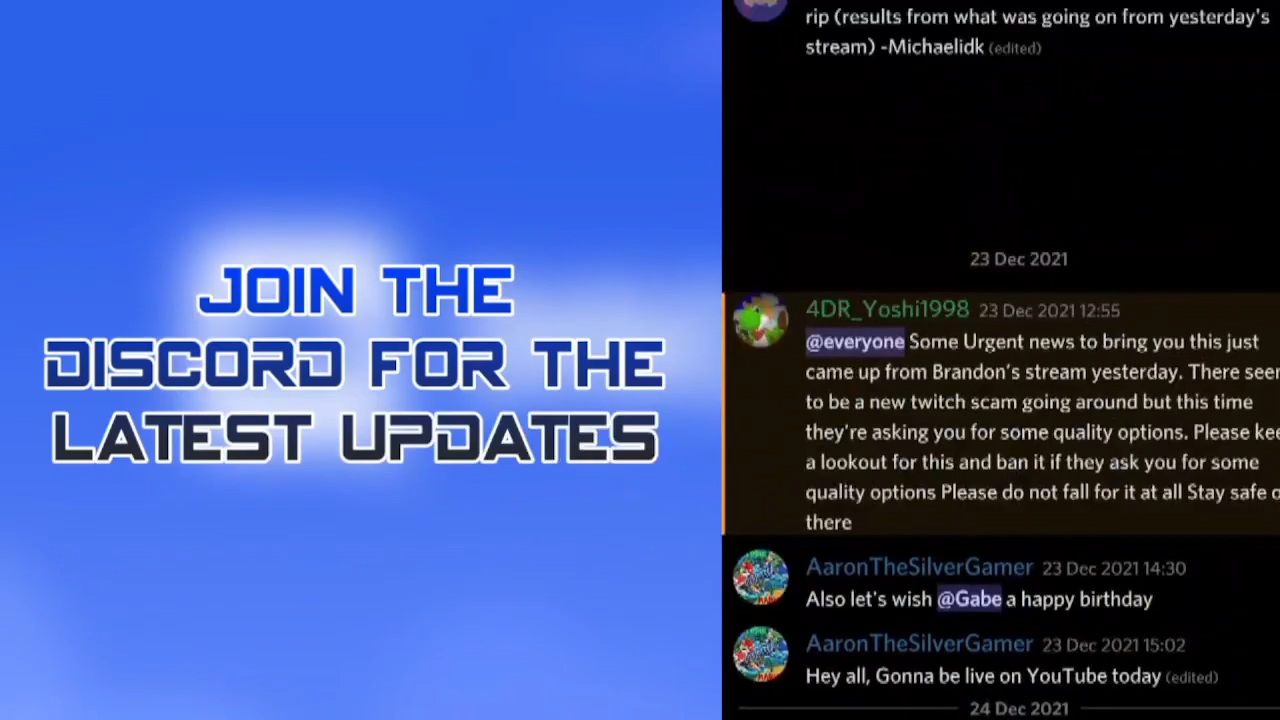 JOIN THE
DISCORD FOR THE
LATEST UPDATES
rip (results from what was going on from yesterday's
stream) -Michaelidk (edited)
23 Dec 2021
4DR_Yoshi1998 23 Dec 2021 12:55
@everyone Some Urgent news to bring you this just
came up from Brandon's stream yesterday. There
to be a new twitch scam going around but this time
they're asking you for some quality options. Please
a lookout for this and ban it if they ask you for some
quality options Please do not fall for it at all Stay safe
there
AaronTheSilverGamer 23 Dec 2021 14:30
Also let's wish @Gabe a happy birthday
AaronTheSilverGamer 23 Dec 2021 15:02
Hey all, Gonna be live on YouTube today (edited)
24 Dec 2021